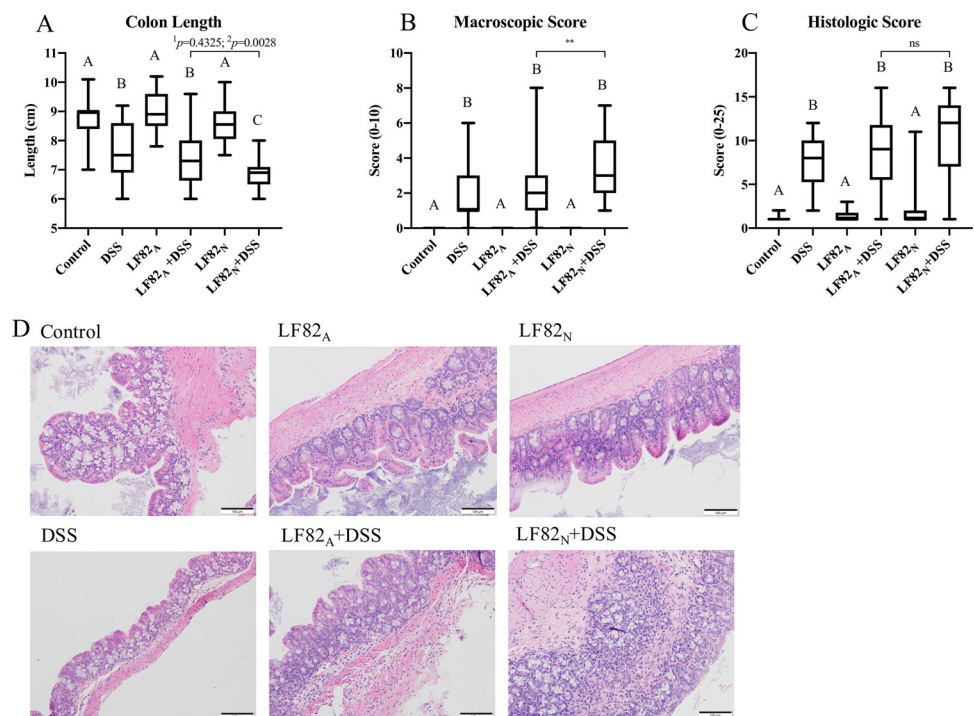 A
Colon Length
¹p=0.4325; ²p=0.0028
A
B
A
B
A
C
11
10
9
8
7
6
5
Length (cm)
Control
DSS
LF82A
LF82A+DSS
LF82N
LF82N+DSS
B
Macroscopic Score
**
A
B
A
B
A
B
10
8
6
4
2
0
Score (0-10)
Control
DSS
LF82A
LF82A+DSS
LF82N
LF82N+DSS
C
Histologic Score
ns
A
B
A
B
A
B
20
15
10
5
0
Score (0-25)
Control
DSS
LF82A
LF82A+DSS
LF82N
LF82N+DSS
D
Control
LF82A
LF82N
DSS
LF82A+DSS
LF82N+DSS